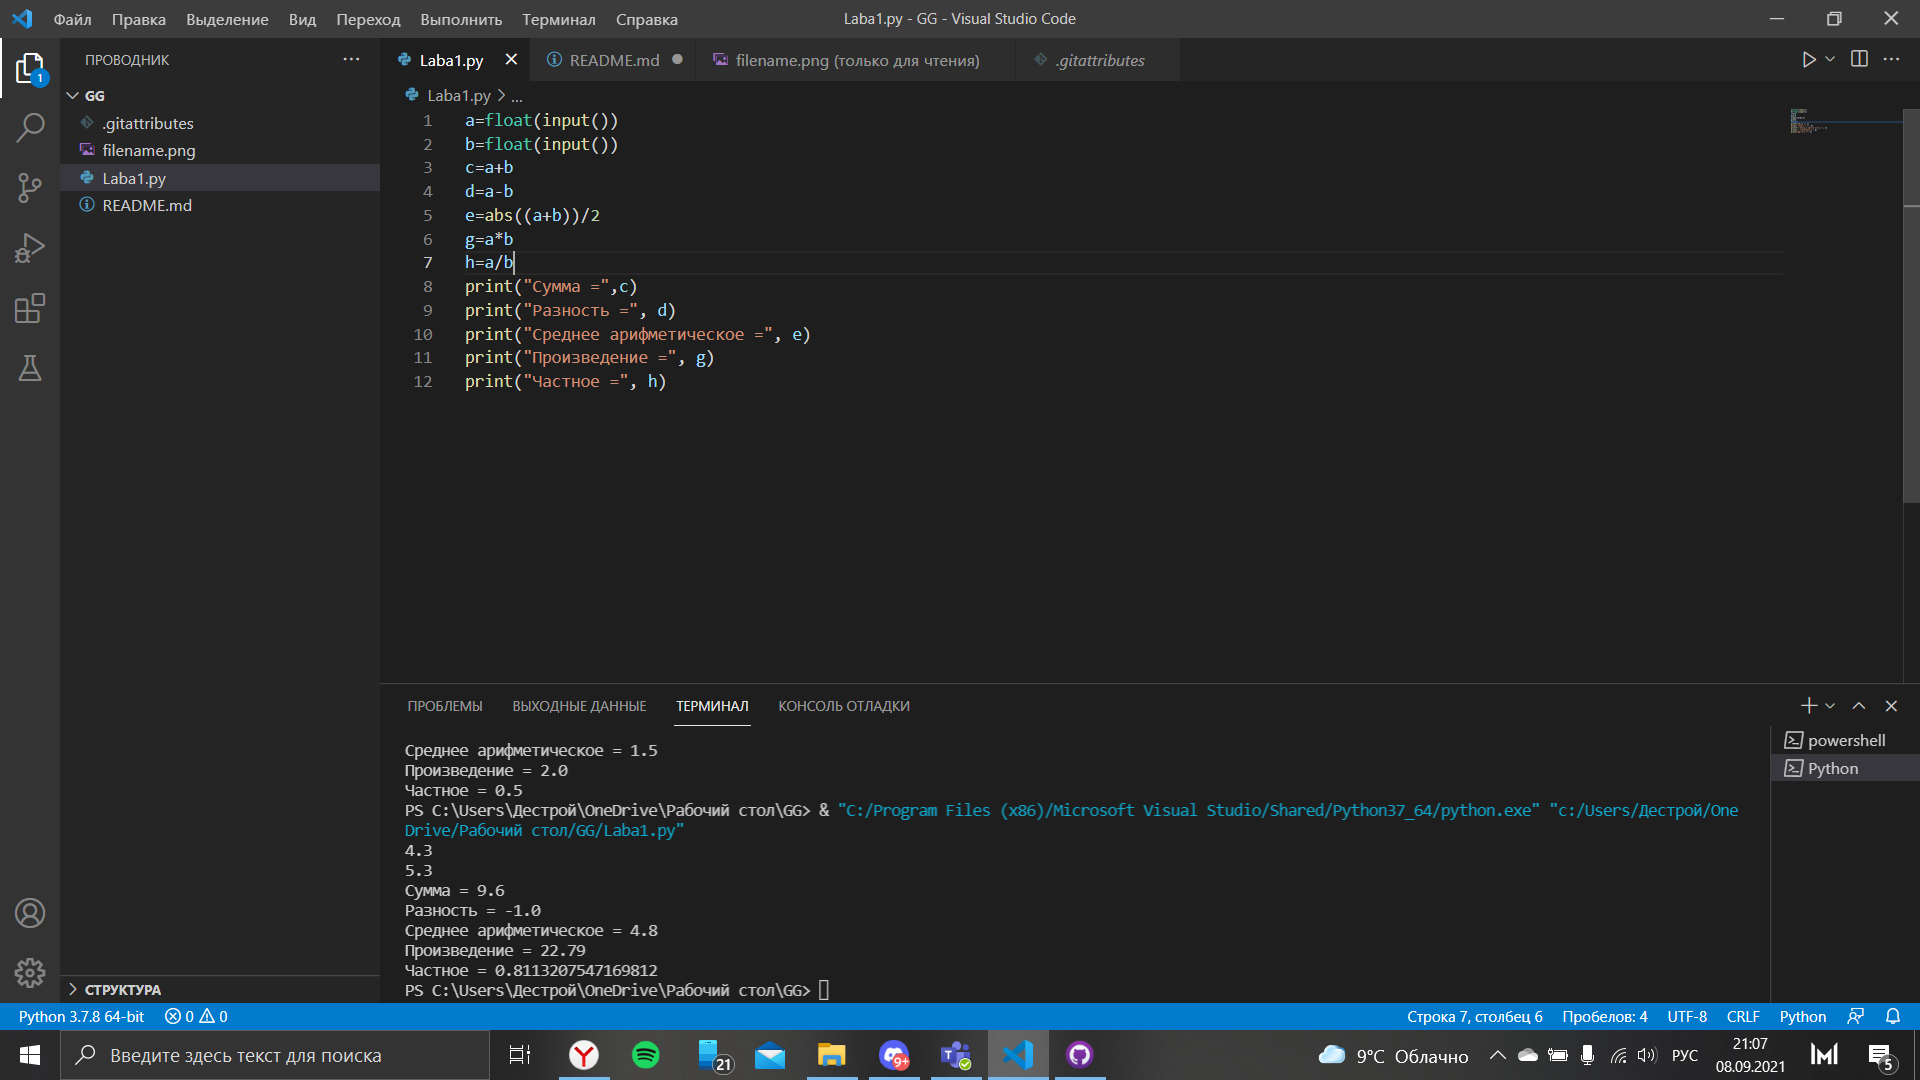 Файл Правка Выделение Вид Переход Выполнить Терминал Справка
Laba1.py - GG - Visual Studio Code
1
ПРОВОДНИК
Laba1.py README.md filename.png (только для чтения) .gitattributes
GG
.gitattributes
filename.png
Laba1.py
README.md
Laba1.py > ...
1 a=float(input())
2 b=float(input())
3 c=a+b
4 d=a-b
5 e=abs((a+b))/2
6 g=a*b
7 h=a/b
8 print("Сумма =",c)
9 print("Разность =", d)
10 print("Среднее арифметическое =", e)
11 print("Произведение =", g)
12 print("Частное =", h)
ПРОБЛЕМЫ ВЫХОДНЫЕ ДАННЫЕ ТЕРМИНАЛ КОНСОЛЬ ОТЛАДКИ
Среднее арифметическое = 1.5
Произведение = 2.0
Частное = 0.5
PS C:\Users\Дестрой\OneDrive\Рабочий стол\GG> & "C:/Program Files (x86)/Microsoft Visual Studio/Shared/Python37_64/python.exe" "c:/Users/Дестрой/One
Drive/Рабочий стол/GG/Laba1.py"
4.3
5.3
Сумма = 9.6
Разность = -1.0
Среднее арифметическое = 4.8
Произведение = 22.79
Частное = 0.8113207547169812
PS C:\Users\Дестрой\OneDrive\Рабочий стол\GG>
powershell
Python
СТРУКТУРА
Python 3.7.8 64-bit 0 0 Строка 7, столбец 6 Пробелов: 4 UTF-8 CRLF Python
Введите здесь текст для поиска
21
9+
9°C Облачно
РУС
21:07
08.09.2021
5